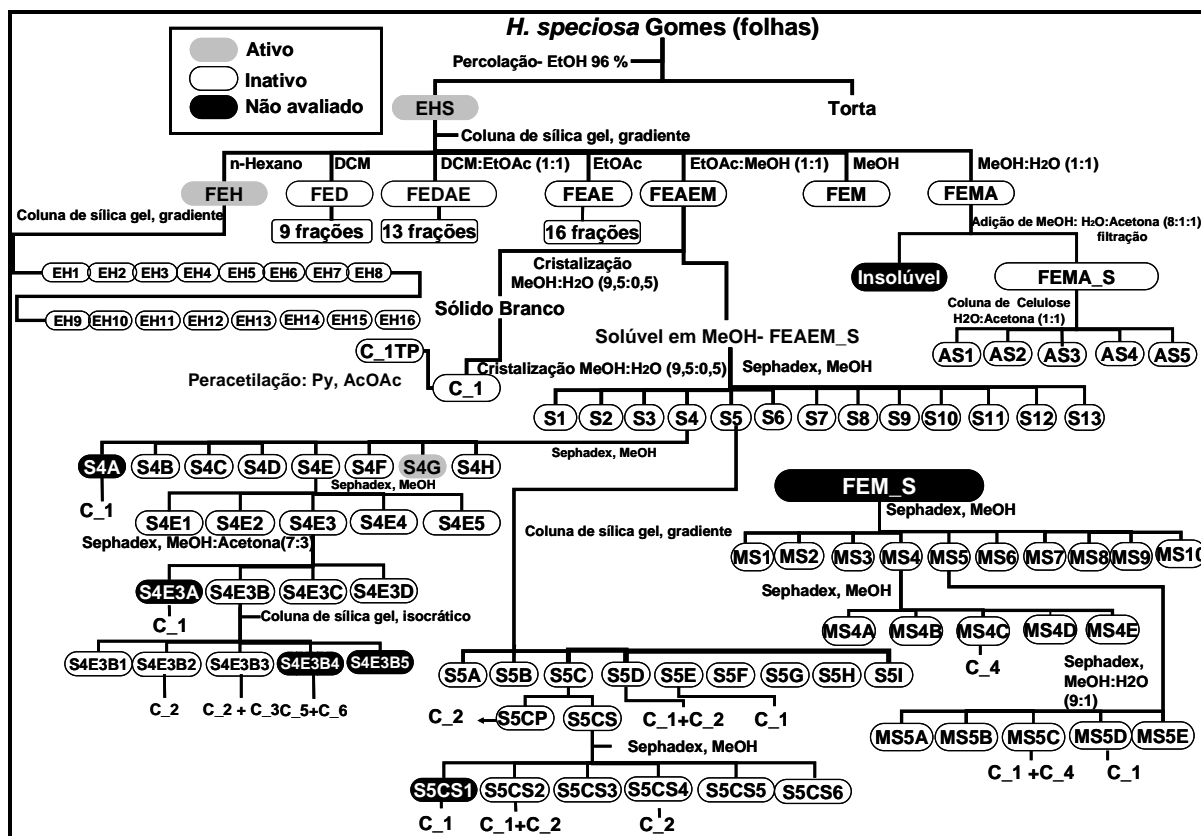 H. speciosa Gomes (folhas)
Ativo
Inativo
Não avaliado
Percolação- EtOH 96 %
EHS
Torta
Coluna de sílica gel, gradiente
n-Hexano
DCM
DCM:EtOAc (1:1)
EtOAc
EtOAc:MeOH (1:1)
MeOH
MeOH:H2O (1:1)
FEH
FED
FEDAE
FEAE
FEAEM
FEM
FEMA
Coluna de sílica gel, gradiente
9 frações
13 frações
16 frações
Adição de MeOH: H2O:Acetona (8:1:1)
filtração
EH1 EH2 EH3 EH4 EH5 EH6 EH7 EH8
Cristalização
MeOH:H2O (9,5:0,5)
Insolúvel
FEMA_S
EH9 EH10 EH11 EH12 EH13 EH14 EH15 EH16
Sólido Branco
Coluna de Celulose
H2O:Acetona (1:1)
Solúvel em MeOH- FEAEM_S
AS1 AS2 AS3 AS4 AS5
C_1TP
Peracetilação: Py, AcOAc
C_1
Cristalização MeOH:H2O (9,5:0,5)
Sephadex, MeOH
S1 S2 S3 S4 S5 S6 S7 S8 S9 S10 S11 S12 S13
Sephadex, MeOH
S4A S4B S4C S4D S4E S4F S4G S4H
Sephadex, MeOH
C_1
S4E1 S4E2 S4E3 S4E4 S4E5
Sephadex, MeOH:Acetona(7:3)
S4E3A S4E3B S4E3C S4E3D
C_1
Coluna de sílica gel, isocrático
S4E3B1 S4E3B2 S4E3B3 S4E3B4 S4E3B5
C_2
C_2 + C_3
C_5+C_6
Coluna de sílica gel, gradiente
FEM_S
Sephadex, MeOH
MS1 MS2 MS3 MS4 MS5 MS6 MS7 MS8 MS9 MS10
Sephadex, MeOH
MS4A MS4B MS4C MS4D MS4E
C_4
S5A S5B S5C S5D S5E S5F S5G S5H S5I
Sephadex,
MeOH:H2O
(9:1)
C_2
S5CP
S5CS
C_1+C_2
C_1
MS5A MS5B MS5C MS5D MS5E
C_1 +C_4
C_1
Sephadex, MeOH
S5CS1 S5CS2 S5CS3 S5CS4 S5CS5 S5CS6
C_1
C_1+C_2
C_2